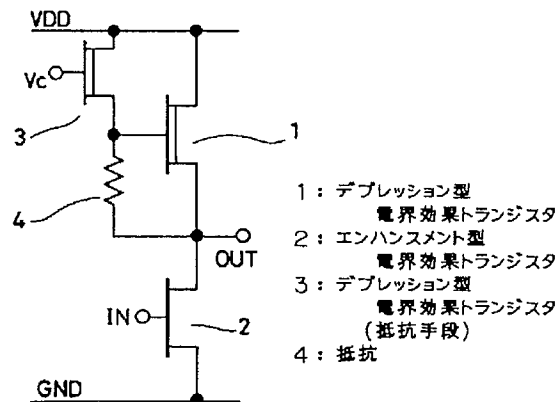 VDD
Vc
3
1
4
OUT
IN
2
GND
1: デプレッション型
電界効果トランジスタ
2: エンハンスメント型
電界効果トランジスタ
3: デプレッション型
電界効果トランジスタ
(抵抗手段)
4: 抵抗